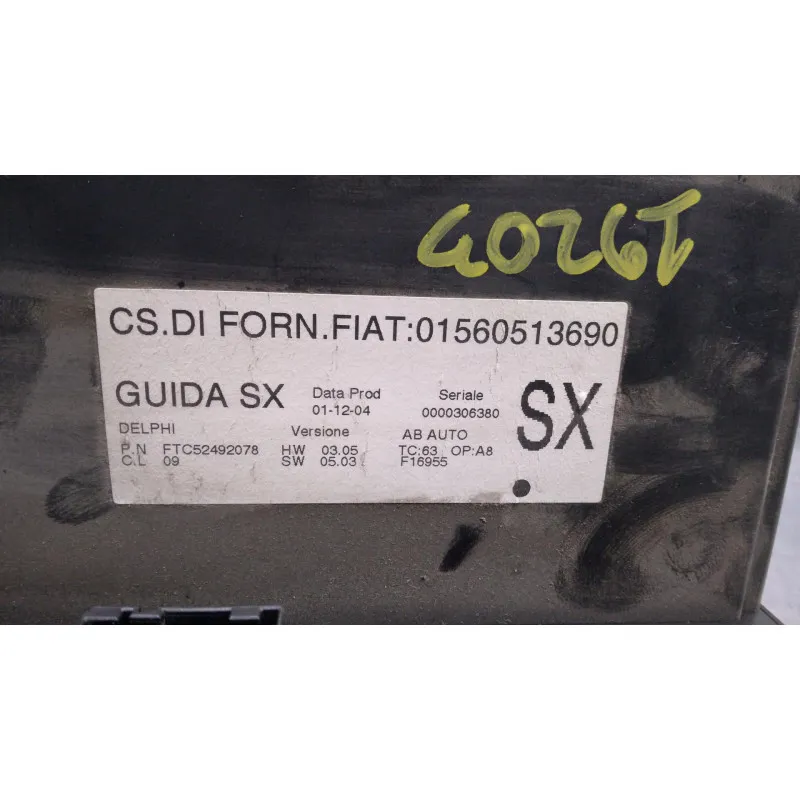 4026T
CS.DI FORN.FIAT:01560513690
GUIDA SX Data Prod Seriale SX
01-12-04 0000306380
DELPHI Versione AB AUTO
P.N FTC52492078 HW 03.05 TC:63 OP:A8
C.L 09 SW 05.03 F16955